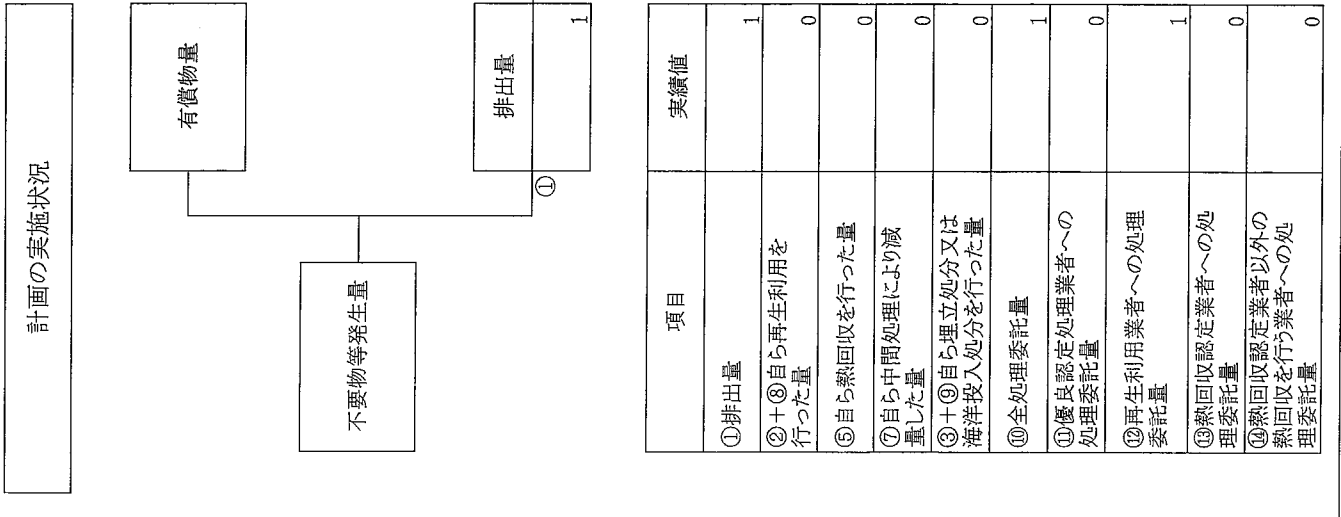 計画の実施状況
有償物量
不要物等発生量
排出量
①
1
項目
実績値
①排出量
1
②+⑧自ら再生利用を
行った量
0
⑤自ら熱回収を行った量
0
⑦自ら中間処理により減
量した量
0
③+⑨自ら埋立処分又は
海洋投入処分を行った量
0
⑩全処理委託量
1
⑪優良認定処理業者への
処理委託量
0
⑫再生利用業者への処理
委託量
1
⑬熱回収認定業者への処
理委託量
0
⑭熱回収認定業者以外の
熱回収を行う業者への処
理委託量
0